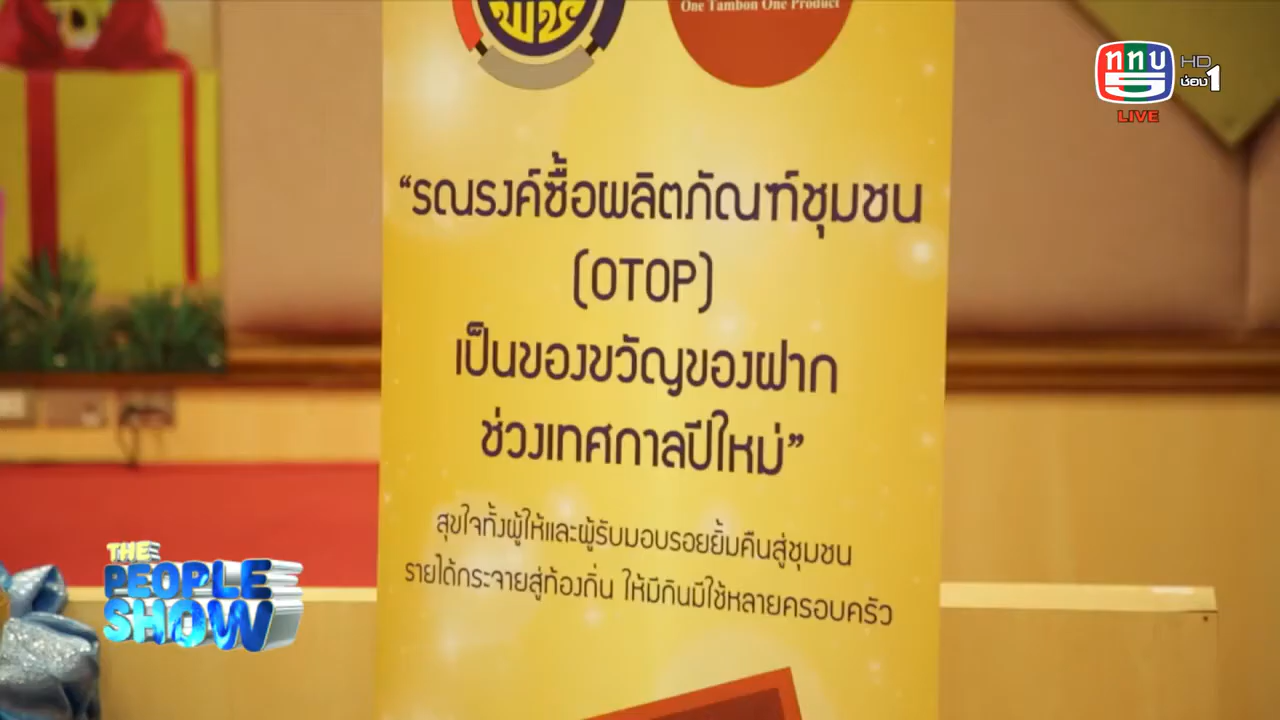 พช
One Tambon One Product
ททบ
5
HD
ช่อง1
LIVE
“รณรงค์ซื้อผลิตภัณฑ์ชุมชน
(OTOP)
เป็นของขวัญของฝาก
ช่วงเทศกาลปีใหม่”
สุขใจทั้งผู้ให้และผู้รับมอบรอยยิ้มคืนสู่ชุมชน
รายได้กระจายสู่ท้องถิ่น ให้มีกินมีใช้หลายครอบครัว
THE
PEOPLE
SHOW